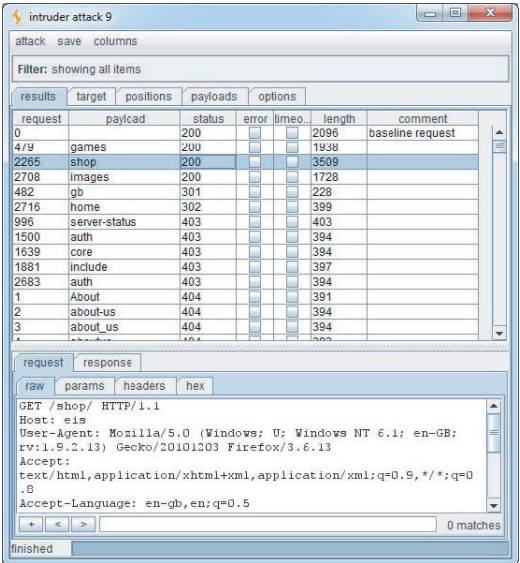 intruder attack 9
attack save columns
Filter: showing all items
results target positions payloads options
request payload status error timeo... length comment
0 200 2096 baseline request
479 games 200 1938
2265 shop 200 3509
2708 images 200 1728
482 gb 301 228
2716 home 302 399
996 server-status 403 403
1500 auth 403 394
1639 core 403 394
1881 include 403 397
2683 auth 403 394
1 About 404 391
2 about-us 404 394
3 about_us 404 394
request response
raw params headers hex
GET /shop/ HTTP/1.1
Host: eis
User-Agent: Mozilla/5.0 (Windows; U; Windows NT 6.1; en-GB;
rv:1.9.2.13) Gecko/20101203 Firefox/3.6.13
Accept:
text/html,application/xhtml+xml,application/xml;q=0.9,*/*;q=0
.8
Accept-Language: en-gb,en;q=0.5
+ < > 0 matches
finished